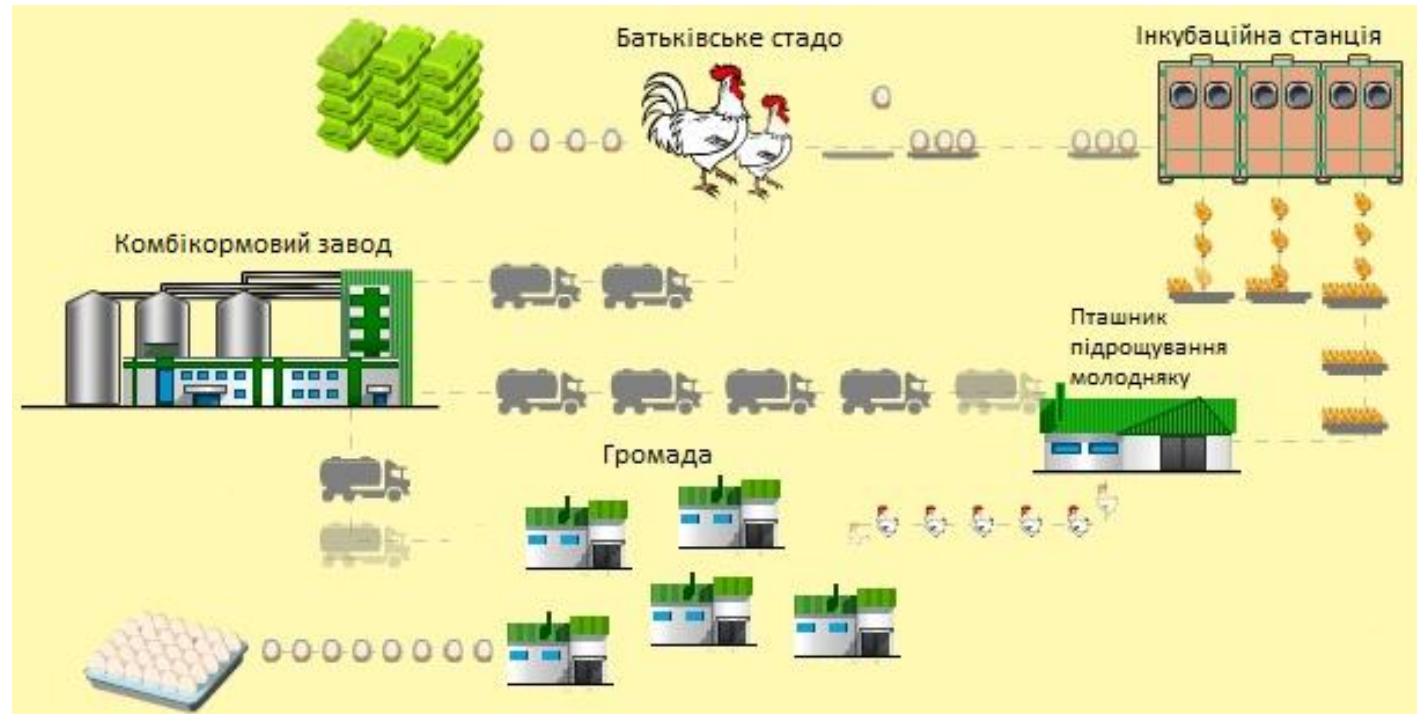 Батьківське стадо
Інкубаційна станція
Комбікормовий завод
Пташник
підрощування
молодняку
Громада